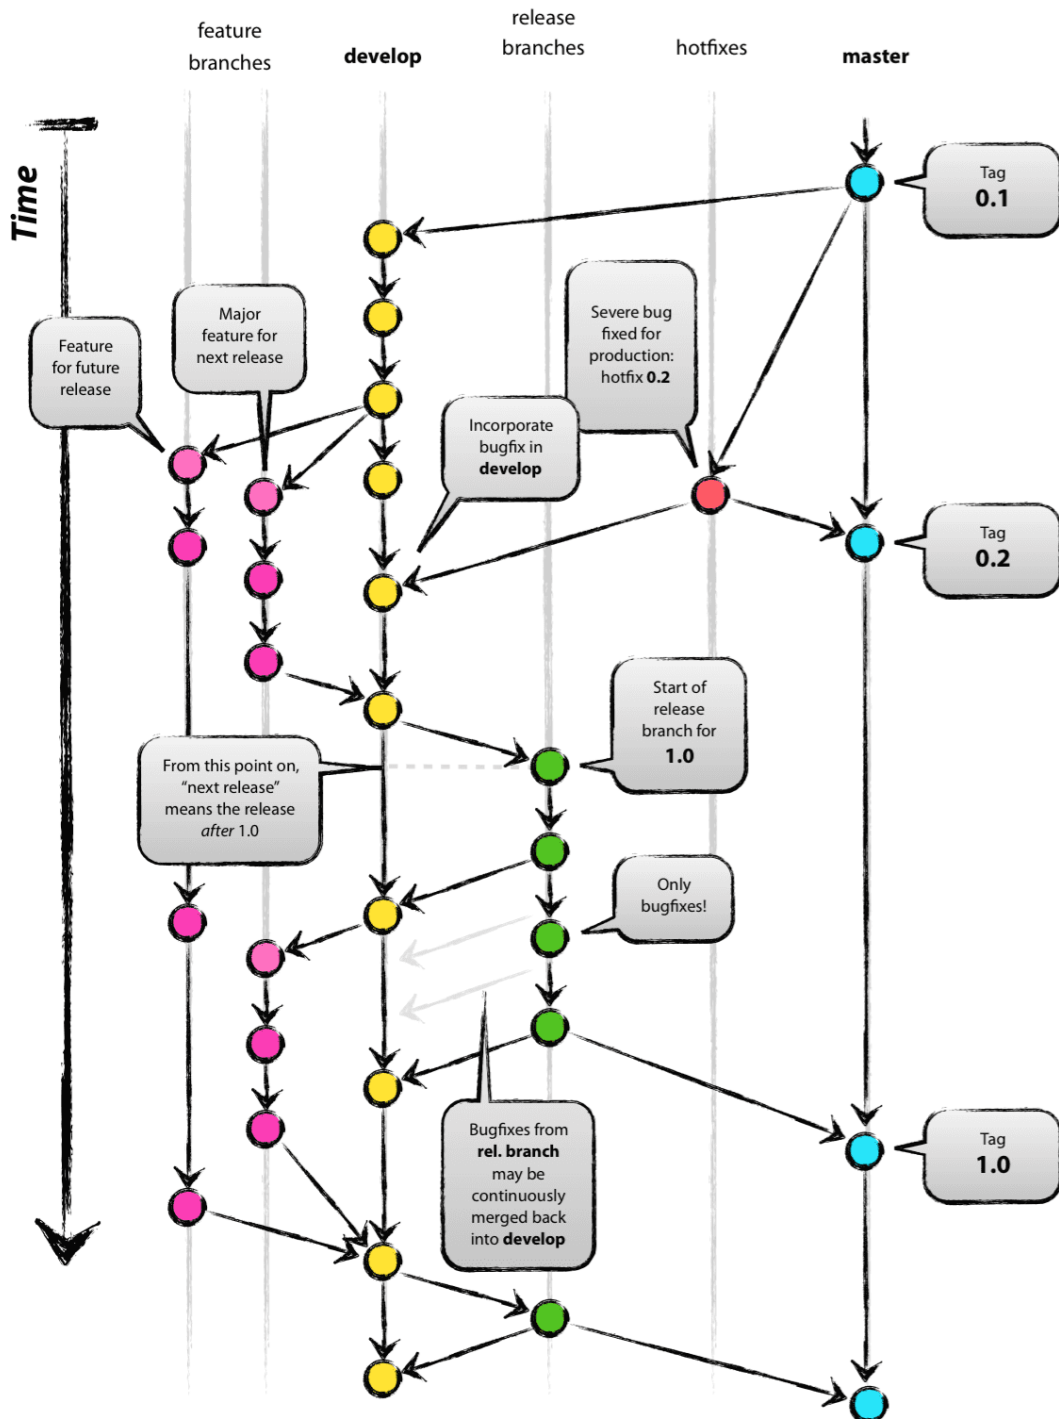 feature
branches
develop
release
branches
hotfixes
master
Time
Tag
0.1
Severe bug
fixed for
production:
hotfix 0.2
Major
feature for
next release
Feature
for future
release
Incorporate
bugfix in
develop
Tag
0.2
Start of
release
branch for
1.0
From this point on,
“next release”
means the release
after 1.0
Only
bugfixes!
Bugfixes from
rel. branch
may be
continuously
merged back
into develop
Tag
1.0